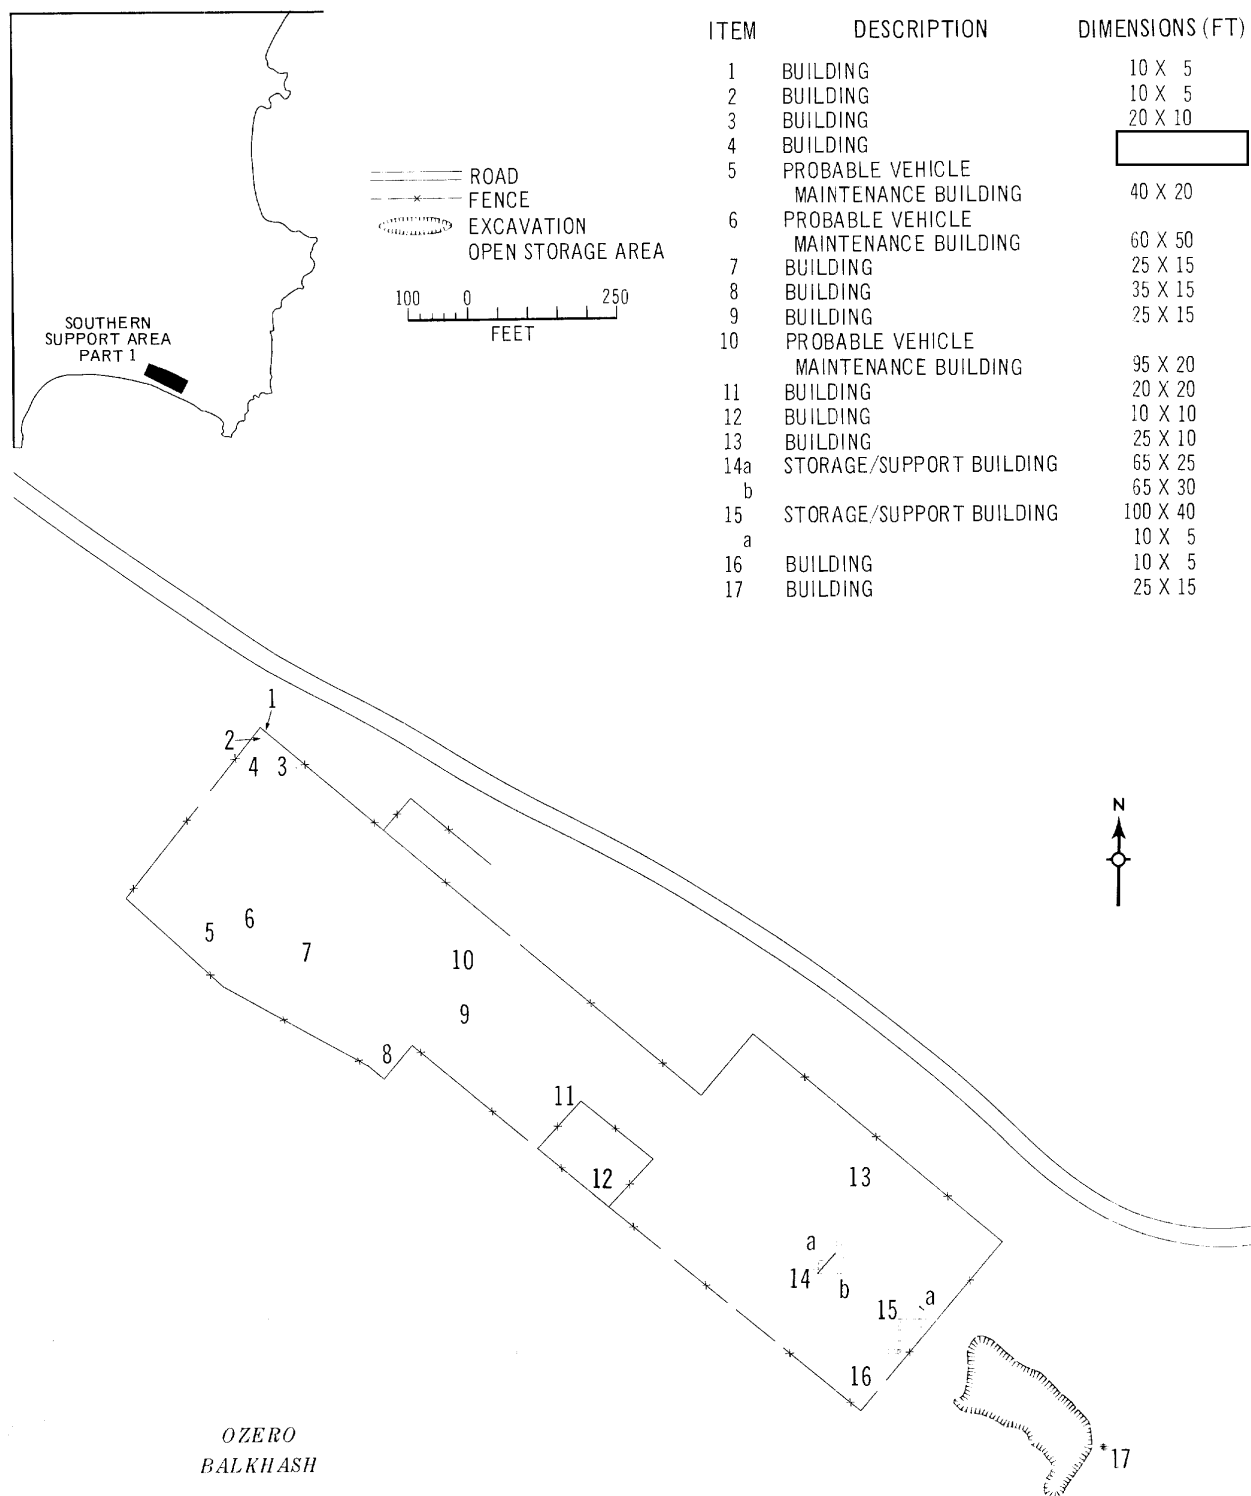 ITEM DESCRIPTION DIMENSIONS (FT)
1 BUILDING 10 X 5
2 BUILDING 10 X 5
3 BUILDING 20 X 10
4 BUILDING
5 PROBABLE VEHICLE
MAINTENANCE BUILDING 40 X 20
6 PROBABLE VEHICLE
MAINTENANCE BUILDING 60 X 50
7 BUILDING 25 X 15
8 BUILDING 35 X 15
9 BUILDING 25 X 15
10 PROBABLE VEHICLE
MAINTENANCE BUILDING 95 X 20
11 BUILDING 20 X 20
12 BUILDING 10 X 10
13 BUILDING 25 X 10
14a STORAGE/SUPPORT BUILDING 65 X 25
b 65 X 30
15 STORAGE/SUPPORT BUILDING 100 X 40
a 10 X 5
16 BUILDING 10 X 5
17 BUILDING 25 X 15
ROAD
FENCE
EXCAVATION
OPEN STORAGE AREA
100 0 250
FEET
SOUTHERN
SUPPORT AREA
PART 1
1
2
4 3
N
5
6
7
10
9
8
11
12
13
a
14
b
15
a
16
17
OZERO
BALKHASH